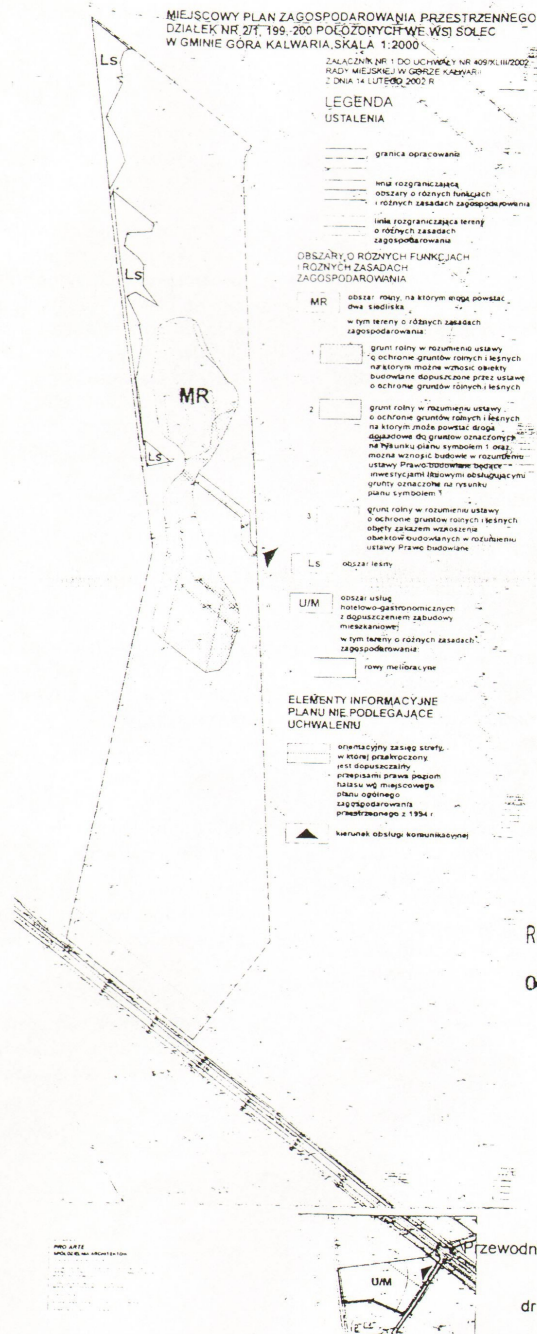 MIEJSCOWY PLAN ZAGOSPODAROWANIA PRZESTRZENNEGO
DZIAŁEK NR 2/1, 199, 200 POŁOŻONYCH WE WSI SOLEC
W GMINIE GÓRA KALWARIA, SKALA 1:2000
ZAŁĄCZNIK NR 1 DO UCHWAŁY NR 409/XLIII/2002
RADY MIEJSKIEJ W GÓRZE KALWARII
Z DNIA 14 LUTEGO 2002 R
LEGENDA
USTALENIA
granica opracowania
linia rozgraniczająca
obszary o różnych funkcjach
i różnych zasadach zagospodarowania
linia rozgraniczająca tereny
o różnych zasadach
zagospodarowania
OBSZARY O RÓŻNYCH FUNKCJACH
I RÓŻNYCH ZASADACH
ZAGOSPODAROWANIA
MR
obszar rolny, na którym mogą powstać
dwa siedliska
w tym tereny o różnych zasadach
zagospodarowania:
1
grunt rolny w rozumieniu ustawy
o ochronie gruntów rolnych i leśnych
na którym można wznosić obiekty
budowlane dopuszczone przez ustawę
o ochronie gruntów rolnych i leśnych
2
grunt rolny w rozumieniu ustawy
o ochronie gruntów rolnych i leśnych
na którym może powstać droga
dojazdowe do gruntów oznaczonych
na rysunku planu symbolem 1 oraz
można wznosić budowle w rozumieniu
ustawy Prawo budowlane będące
inwestycjami liniowymi obsługującymi
grunty oznaczone na rysunku
planu symbolem 1
3
grunt rolny w rozumieniu ustawy
o ochronie gruntów rolnych i leśnych
objęty zakazem wznoszenia
obiektów budowlanych w rozumieniu
ustawy Prawo budowlane
Ls
obszar leśny
U/M
obszar usług
hotelowo-gastronomicznych
z dopuszczeniem zabudowy
mieszkaniowej
w tym tereny o różnych zasadach
zagospodarowania:
rowy melioracyjne
ELEMENTY INFORMACYJNE
PLANU NIE PODLEGAJĄCE
UCHWALENIU
orientacyjny zasięg strefy,
w której przekroczony
jest dopuszczalny
przepisami prawa poziom
hałasu wg miejscowego
planu ogólnego
zagospodarowania
przestrzennego z 1994 r
kierunek obsługi komunikacyjnej
Ls
Ls
MR
Ls
R
PRO ARTE
SPÓŁDZIELNIA ARCHITEKTÓW
U/M
Przewodn
dr